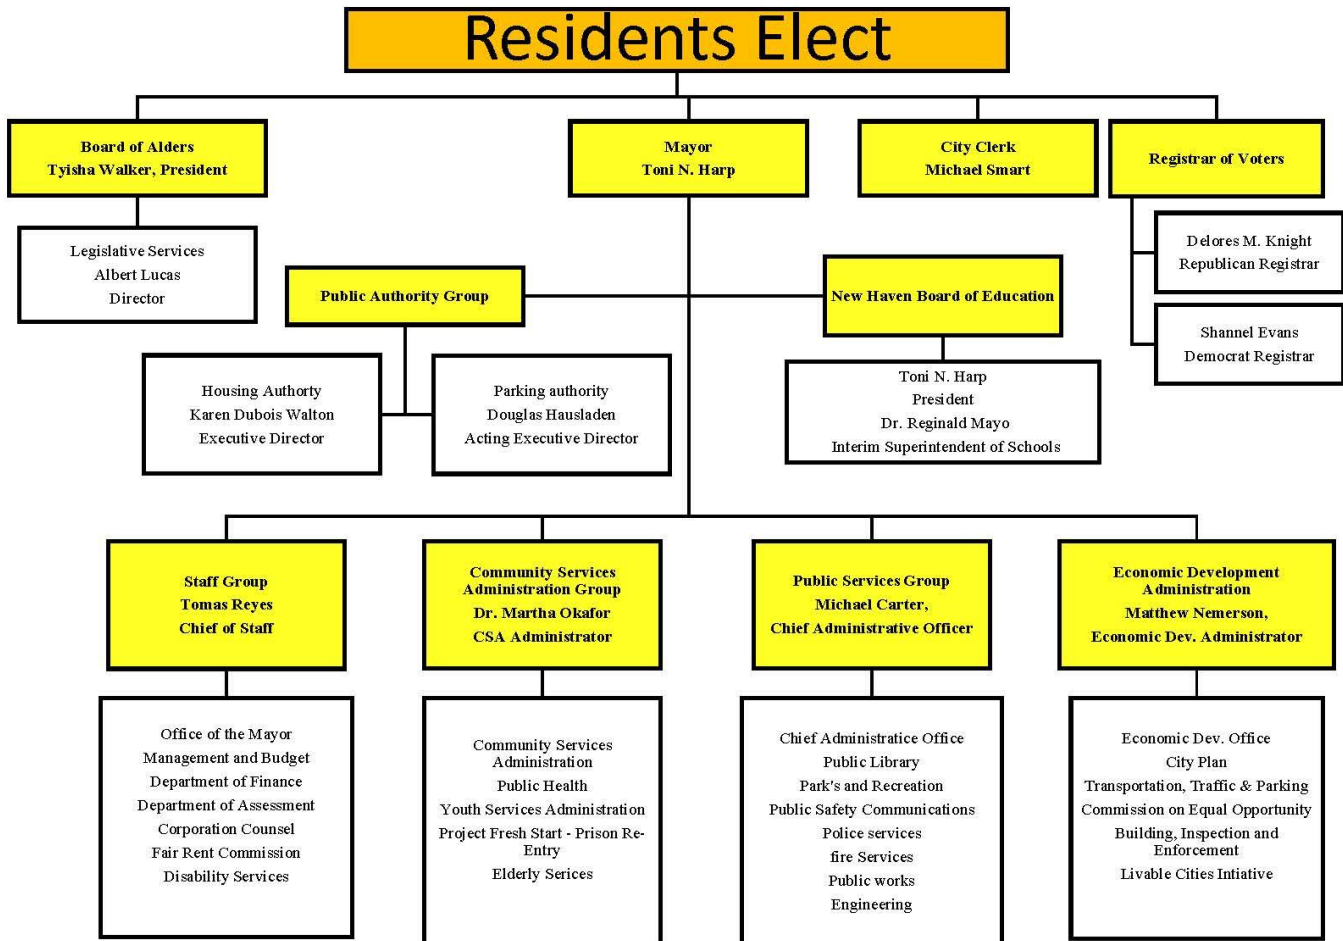 Residents Elect
Board of Alders
Tyisha Walker, President
Mayor
Toni N. Harp
City Clerk
Michael Smart
Registrar of Voters
Legislative Services
Albert Lucas
Director
Delores M. Knight
Republican Registrar
Public Authority Group
New Haven Board of Education
Shannel Evans
Democrat Registrar
Housing Authorty
Karen Dubois Walton
Executive Director
Parking authority
Douglas Hausladen
Acting Executive Director
Toni N. Harp
President
Dr. Reginald Mayo
Interim Superintendent of Schools
Staff Group
Tomas Reyes
Chief of Staff
Community Services
Administration Group
Dr. Martha Okafor
CSA Administrator
Public Services Group
Michael Carter,
Chief Administrative Officer
Economic Development
Administration
Matthew Nemerson,
Economic Dev. Administrator
Office of the Mayor
Management and Budget
Department of Finance
Department of Assessment
Corporation Counsel
Fair Rent Commission
Disability Services
Community Services
Administration
Public Health
Youth Services Administration
Project Fresh Start - Prison Re-
Entry
Elderly Serices
Chief Administratice Office
Public Library
Park's and Recreation
Public Safety Communications
Police services
fire Services
Public works
Engineering
Economic Dev. Office
City Plan
Transportation, Traffic & Parking
Commission on Equal Opportunity
Building, Inspection and
Enforcement
Livable Cities Intiative